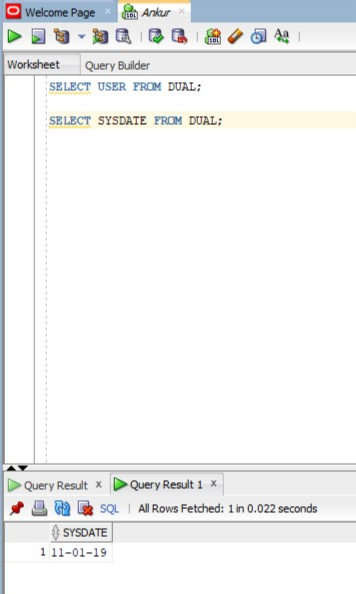 Welcome Page × Ankur ×
Worksheet Query Builder
SELECT USER FROM DUAL;
SELECT SYSDATE FROM DUAL;
Query Result × Query Result 1 ×
SQL | All Rows Fetched: 1 in 0.022 seconds
SYSDATE
1 11-01-19